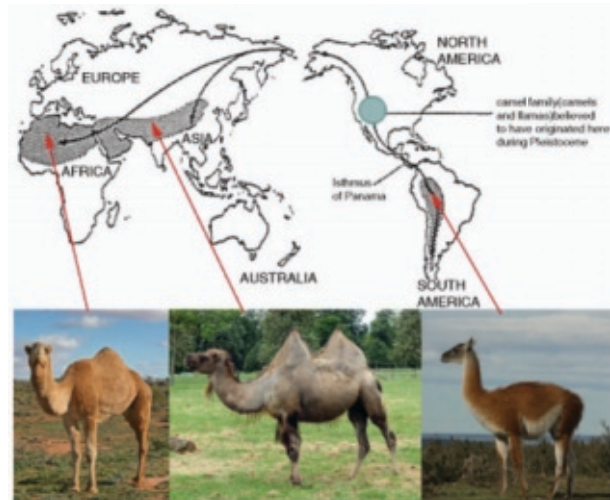 NORTH
AMERICA
EUROPE
camel family(camels
and llamas)believed
to have originated here
during Pleistocene
ASIA
AFRICA
Isthmus
of Panama
AUSTRALIA
SOUTH
AMERICA